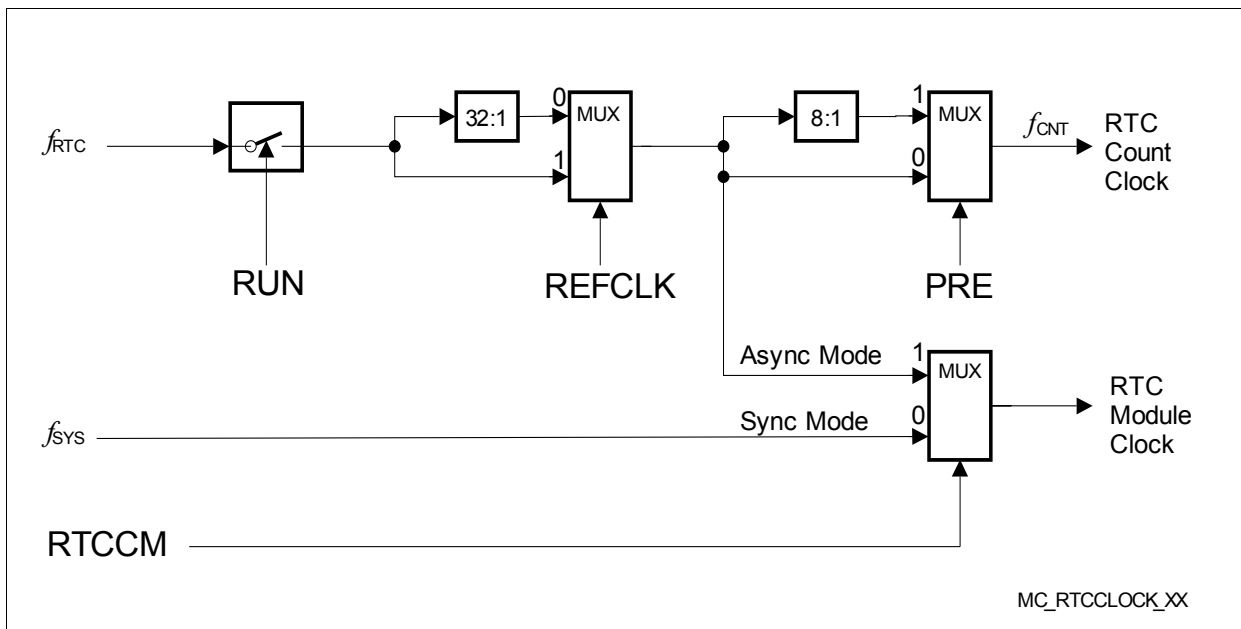 0
32:1
MUX
1
REFCLK
fRTC
RUN
8:1
1
MUX
0
PRE
fCNT
RTC
Count
Clock
Async Mode
1
MUX
Sync Mode
0
RTC
Module
Clock
fSYS
RTCCM
MC_RTCCLOCK_XX